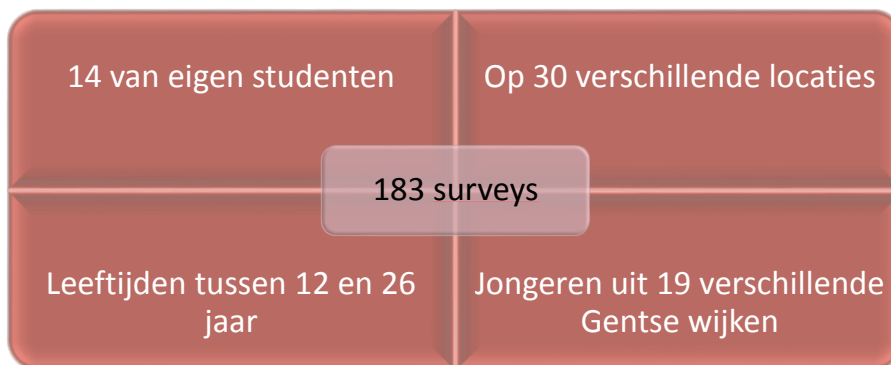 14 van eigen studenten
Op 30 verschillende locaties
183 surveys
Leeftijden tussen 12 en 26
jaar
Jongeren uit 19 verschillende
Gentse wijken